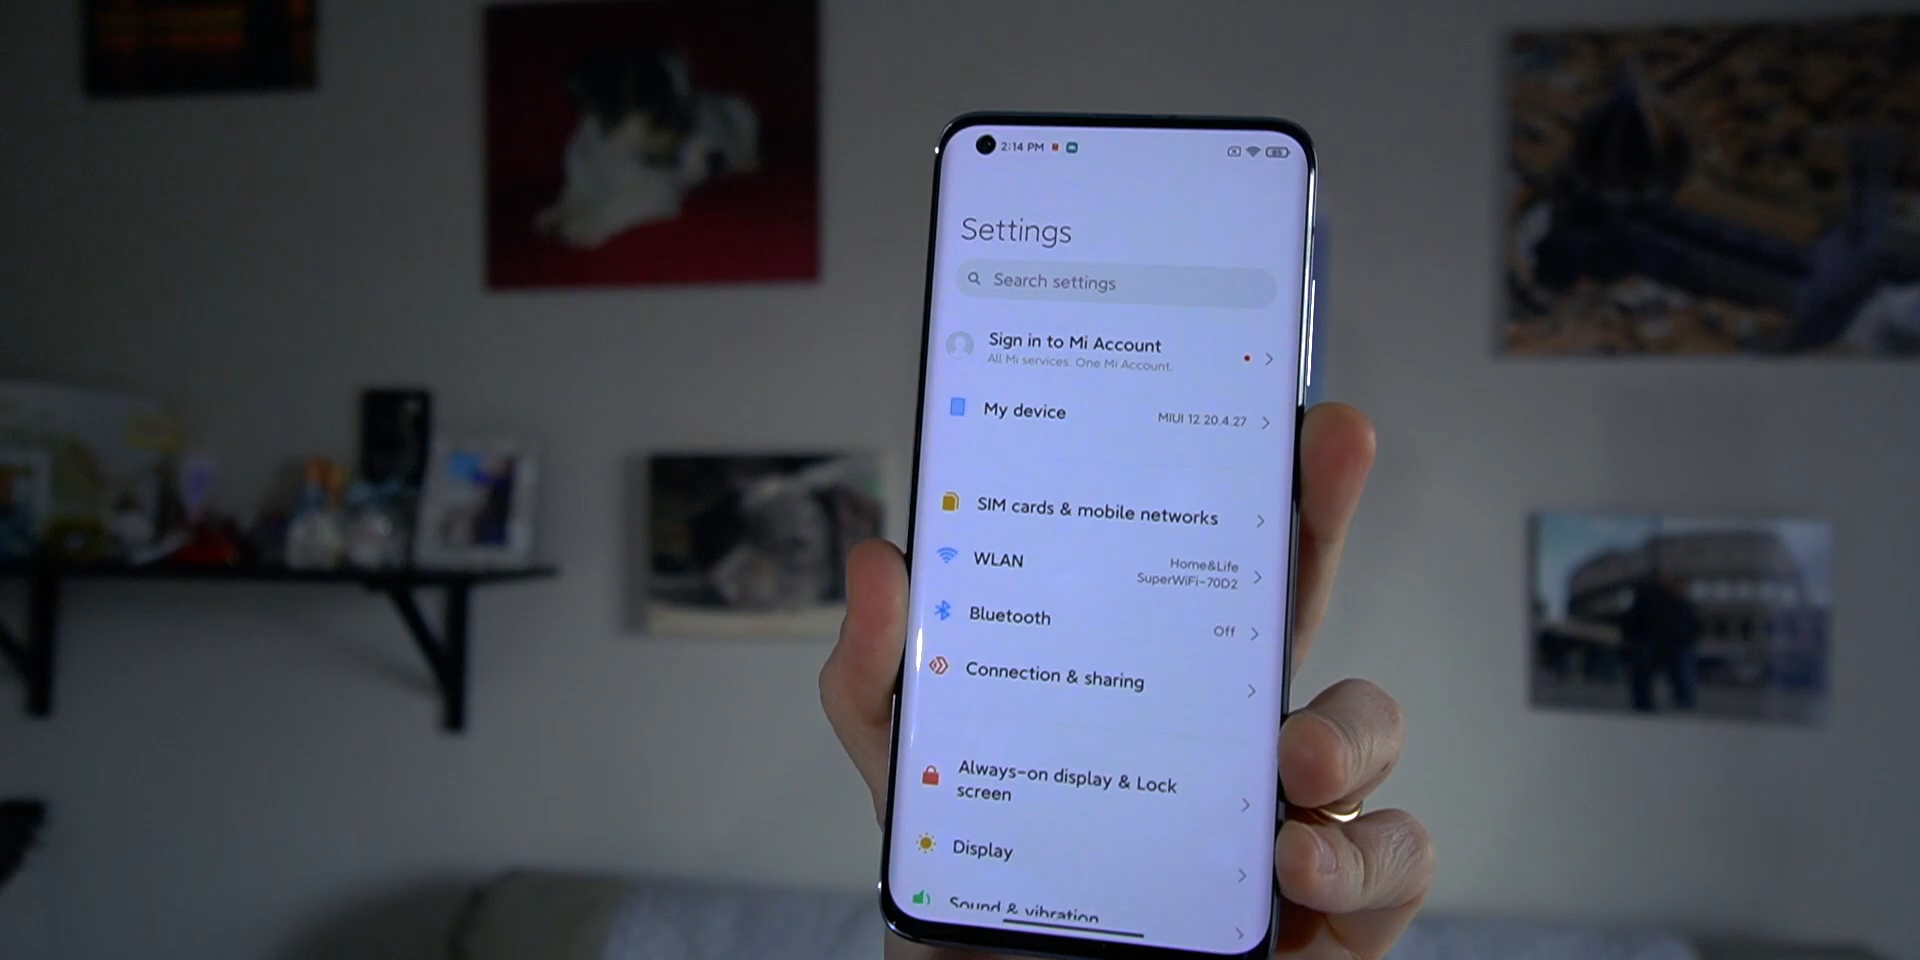 2:14 PM
Settings
Search settings
Sign in to Mi Account
All Mi services. One Mi Account.
My device
MIUI 12 20.4.27
SIM cards & mobile networks
WLAN
Home&Life
SuperWiFi-70D2
Bluetooth
Off
Connection & sharing
Always-on display & Lock
screen
Display
Sound & vibration